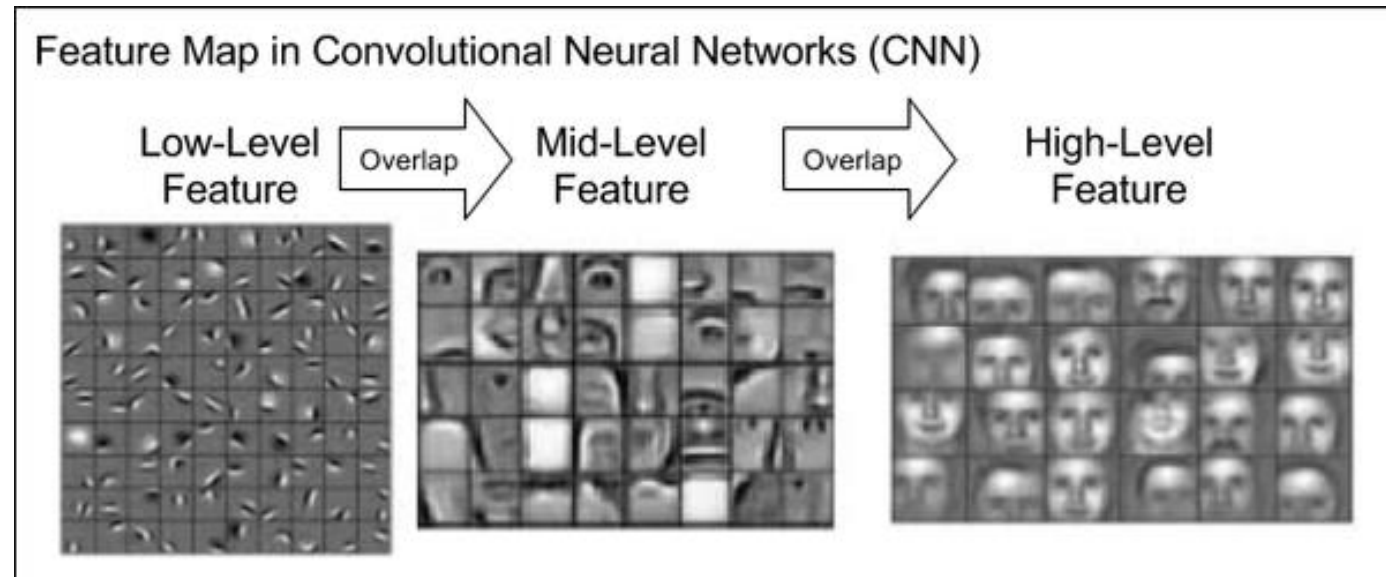 Feature Map in Convolutional Neural Networks (CNN)
Low-Level
Feature
Overlap
Mid-Level
Feature
Overlap
High-Level
Feature